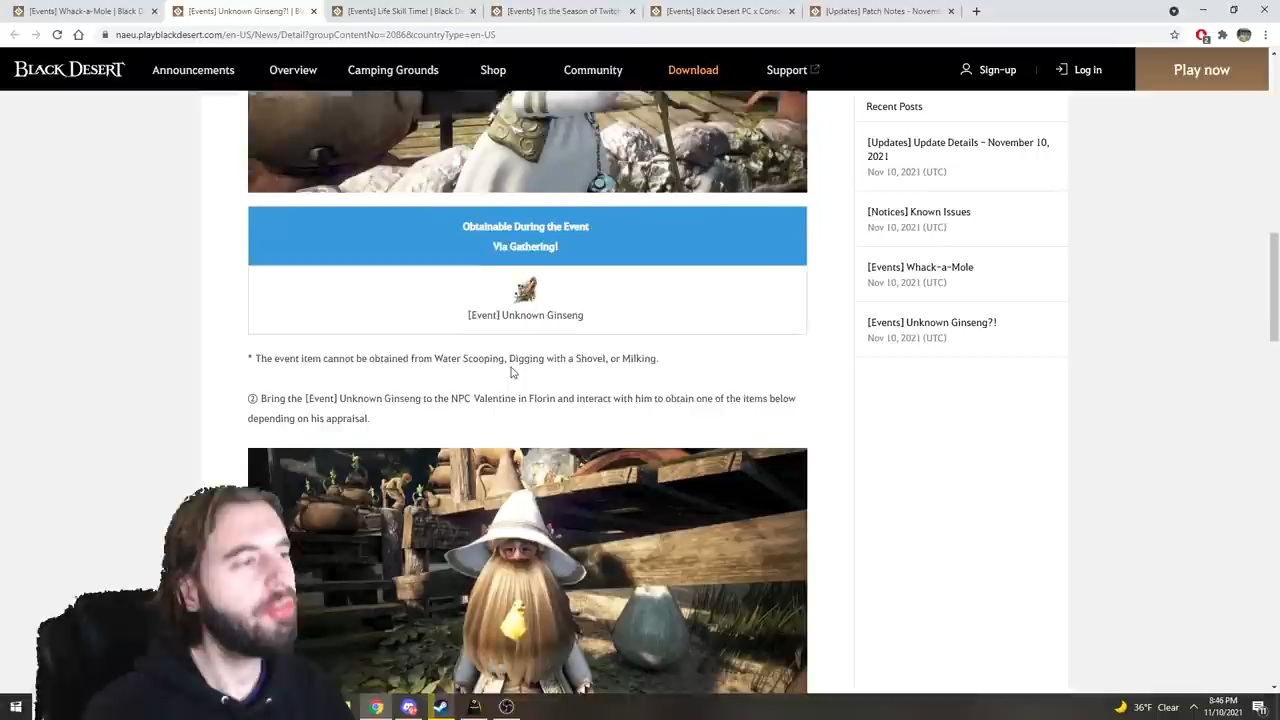 [Events] Whack-a-Mole | Black De
[Events] Unknown Ginseng?! | Bl
[Events] Life Skill Time! | Black De
[Events] Tis the Season of Twitch
[Events] Black Desert PC x Conso
[Updates] Patch Notes - Novemb
naeu.playblackdesert.com/en-US/News/Detail?groupContentNo=2086&countryType=en-US
BLACK DESERT
Announcements
Overview
Camping Grounds
Shop
Community
Download
Support
Sign-up
Log in
Play now
Obtainable During the Event
Via Gathering!
[Event] Unknown Ginseng
* The event item cannot be obtained from Water Scooping, Digging with a Shovel, or Milking.
② Bring the [Event] Unknown Ginseng to the NPC Valentine in Florin and interact with him to obtain one of the items below
depending on his appraisal.
Recent Posts
[Updates] Update Details - November 10,
2021
Nov 10, 2021 (UTC)
[Notices] Known Issues
Nov 10, 2021 (UTC)
[Events] Whack-a-Mole
Nov 10, 2021 (UTC)
[Events] Unknown Ginseng?!
Nov 10, 2021 (UTC)
36°F Clear
8:46 PM
11/10/2021